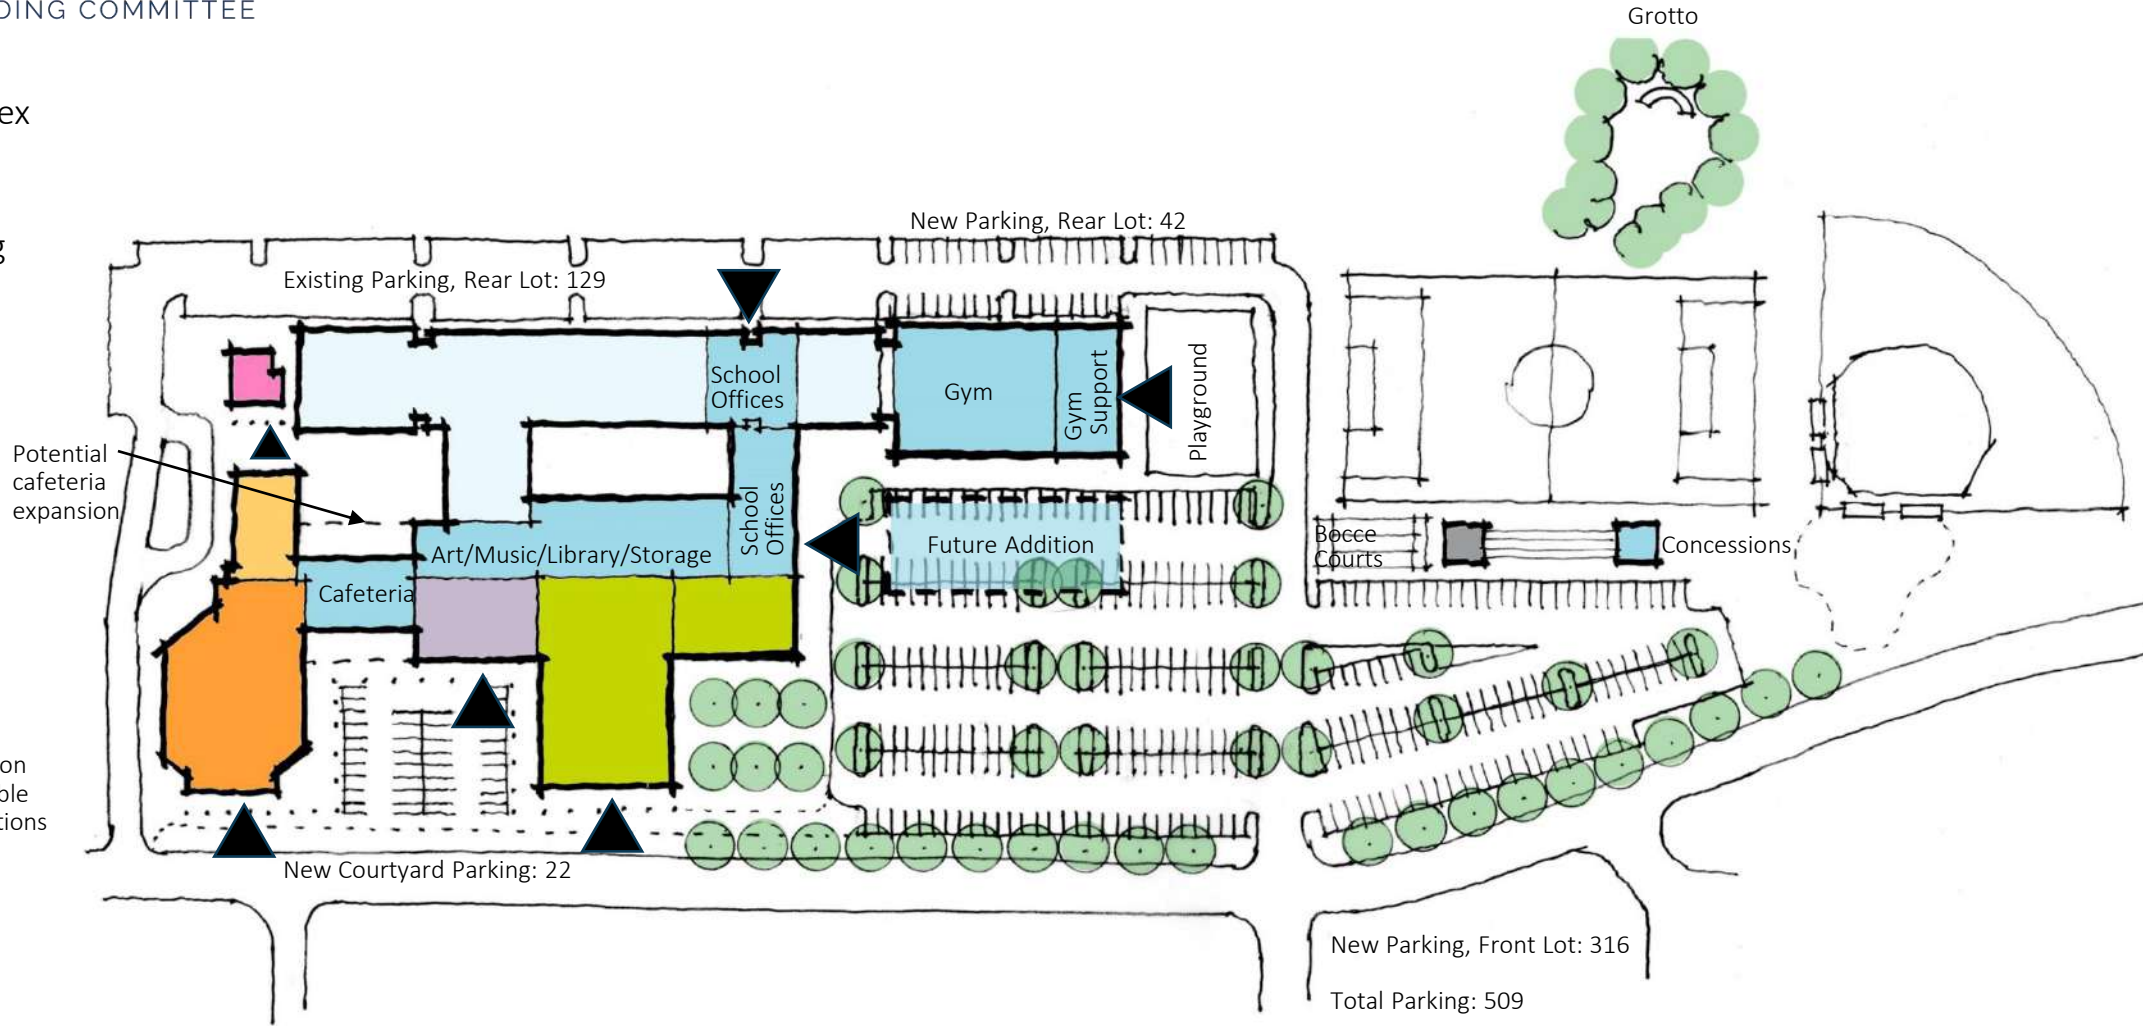 DING COMMITTEE
Grotto
ex
g
New Parking, Rear Lot: 42
Existing Parking, Rear Lot: 129
School
Offices
Gym
Gym
Support
Playground
Potential
cafeteria
expansion
School
Offices
Art/Music/Library/Storage
Future Addition
Bocce
Courts
Concessions
Cafeteria
on
ble
tions
New Courtyard Parking: 22
New Parking, Front Lot: 316
Total Parking: 509